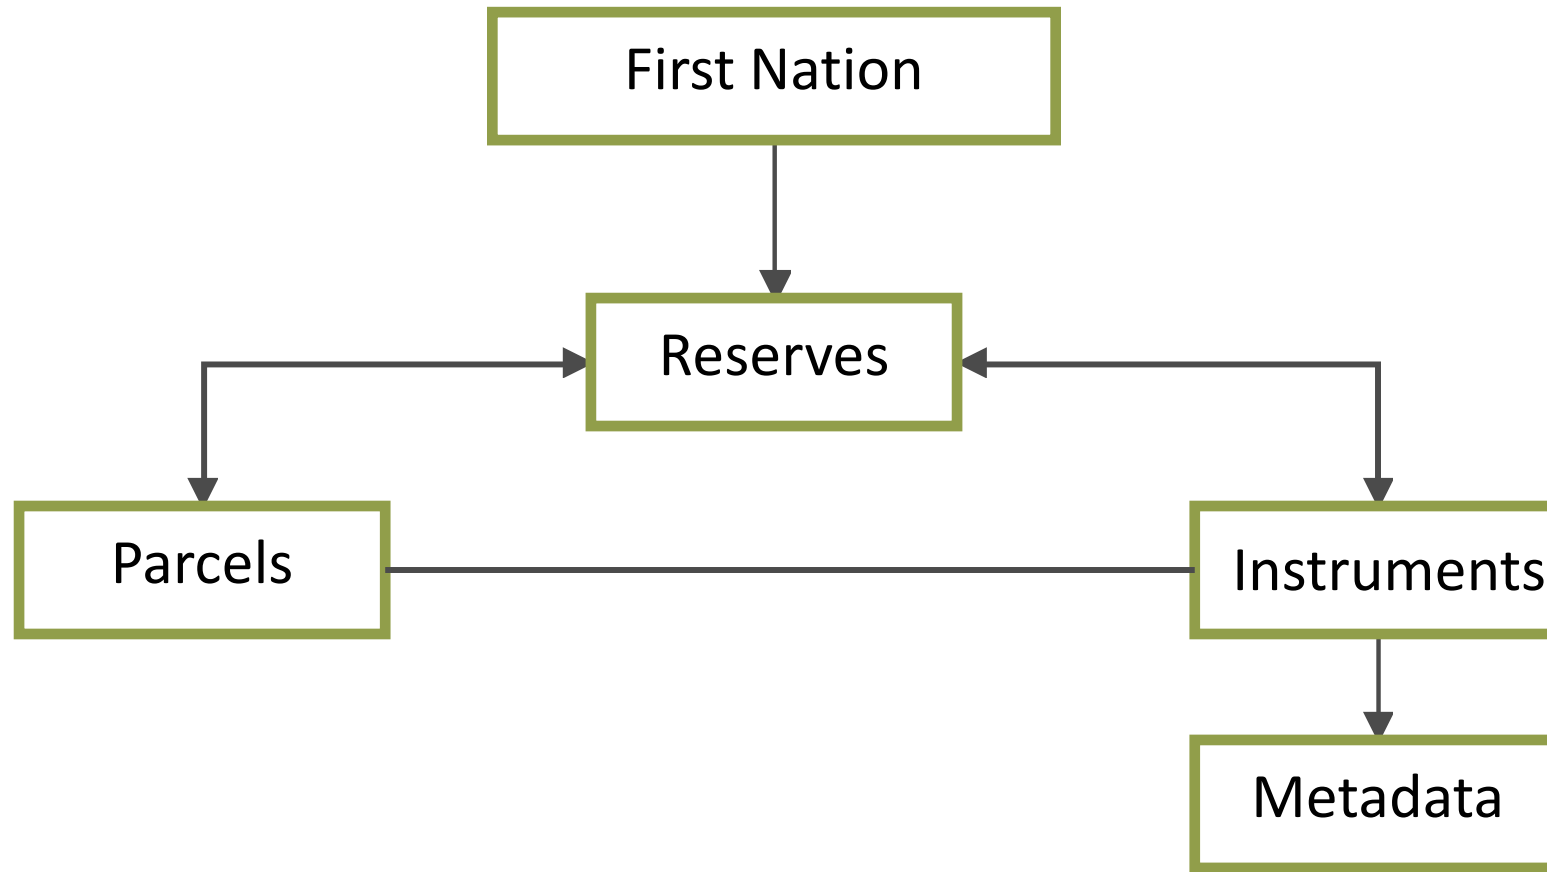 First Nation
Reserves
Parcels
Instruments
Metadata